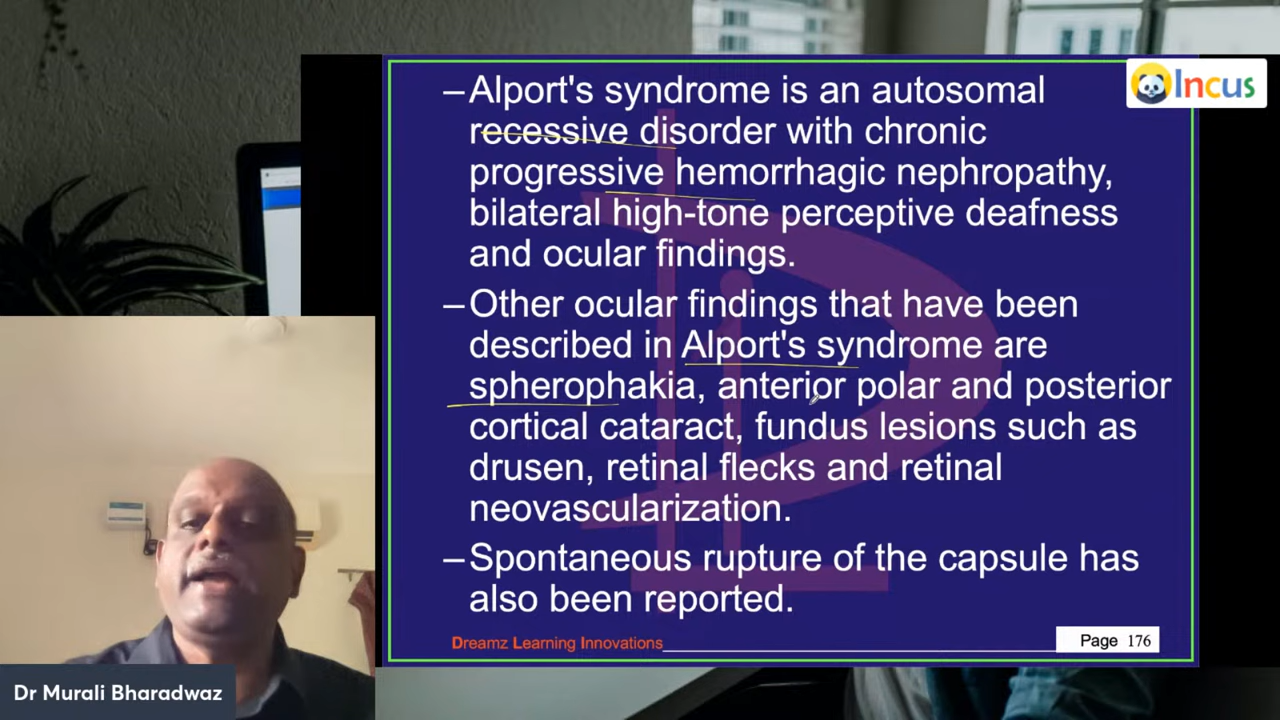 Incus
–Alport's syndrome is an autosomal
recessive disorder with chronic
progressive hemorrhagic nephropathy,
bilateral high-tone perceptive deafness
and ocular findings.
–Other ocular findings that have been
described in Alport's syndrome are
spherophakia, anterior polar and posterior
cortical cataract, fundus lesions such as
drusen, retinal flecks and retinal
neovascularization.
–Spontaneous rupture of the capsule has
also been reported.
Dreamz Learning Innovations
Page 176
Dr Murali Bharadwaz